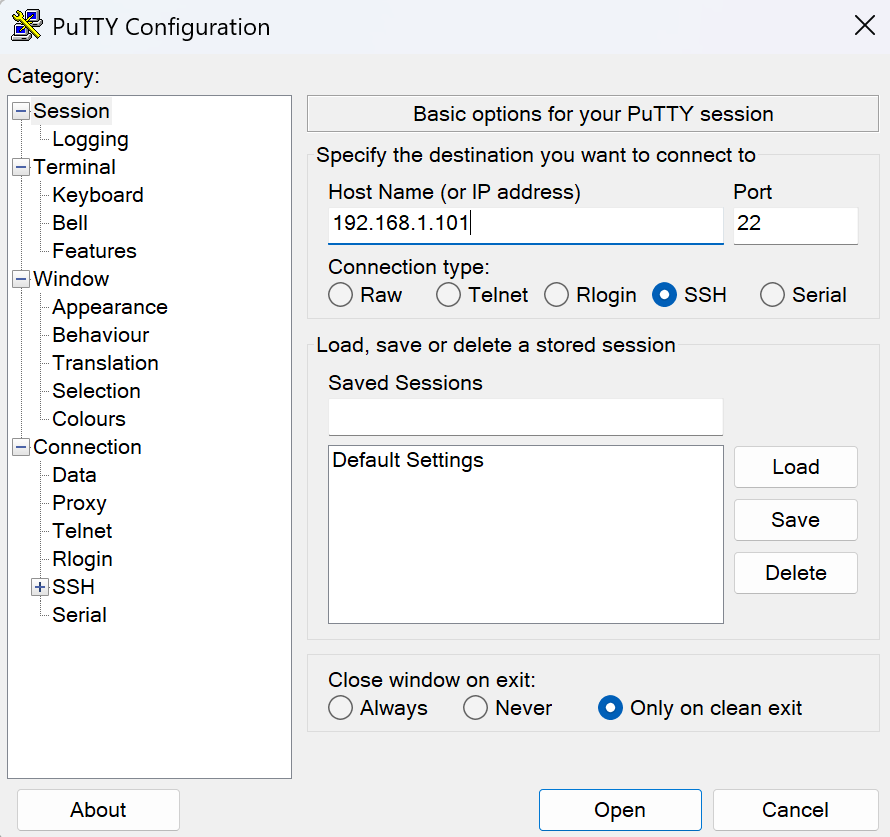 PuTTY Configuration
Category:
Session
Logging
Terminal
Keyboard
Bell
Features
Window
Appearance
Behaviour
Translation
Selection
Colours
Connection
Data
Proxy
Telnet
Rlogin
SSH
Serial
Basic options for your PuTTY session
Specify the destination you want to connect to
Host Name (or IP address) Port
192.168.1.101 22
Connection type:
Raw Telnet Rlogin SSH Serial
Load, save or delete a stored session
Saved Sessions
Default Settings
Load
Save
Delete
Close window on exit:
Always Never Only on clean exit
About Open Cancel